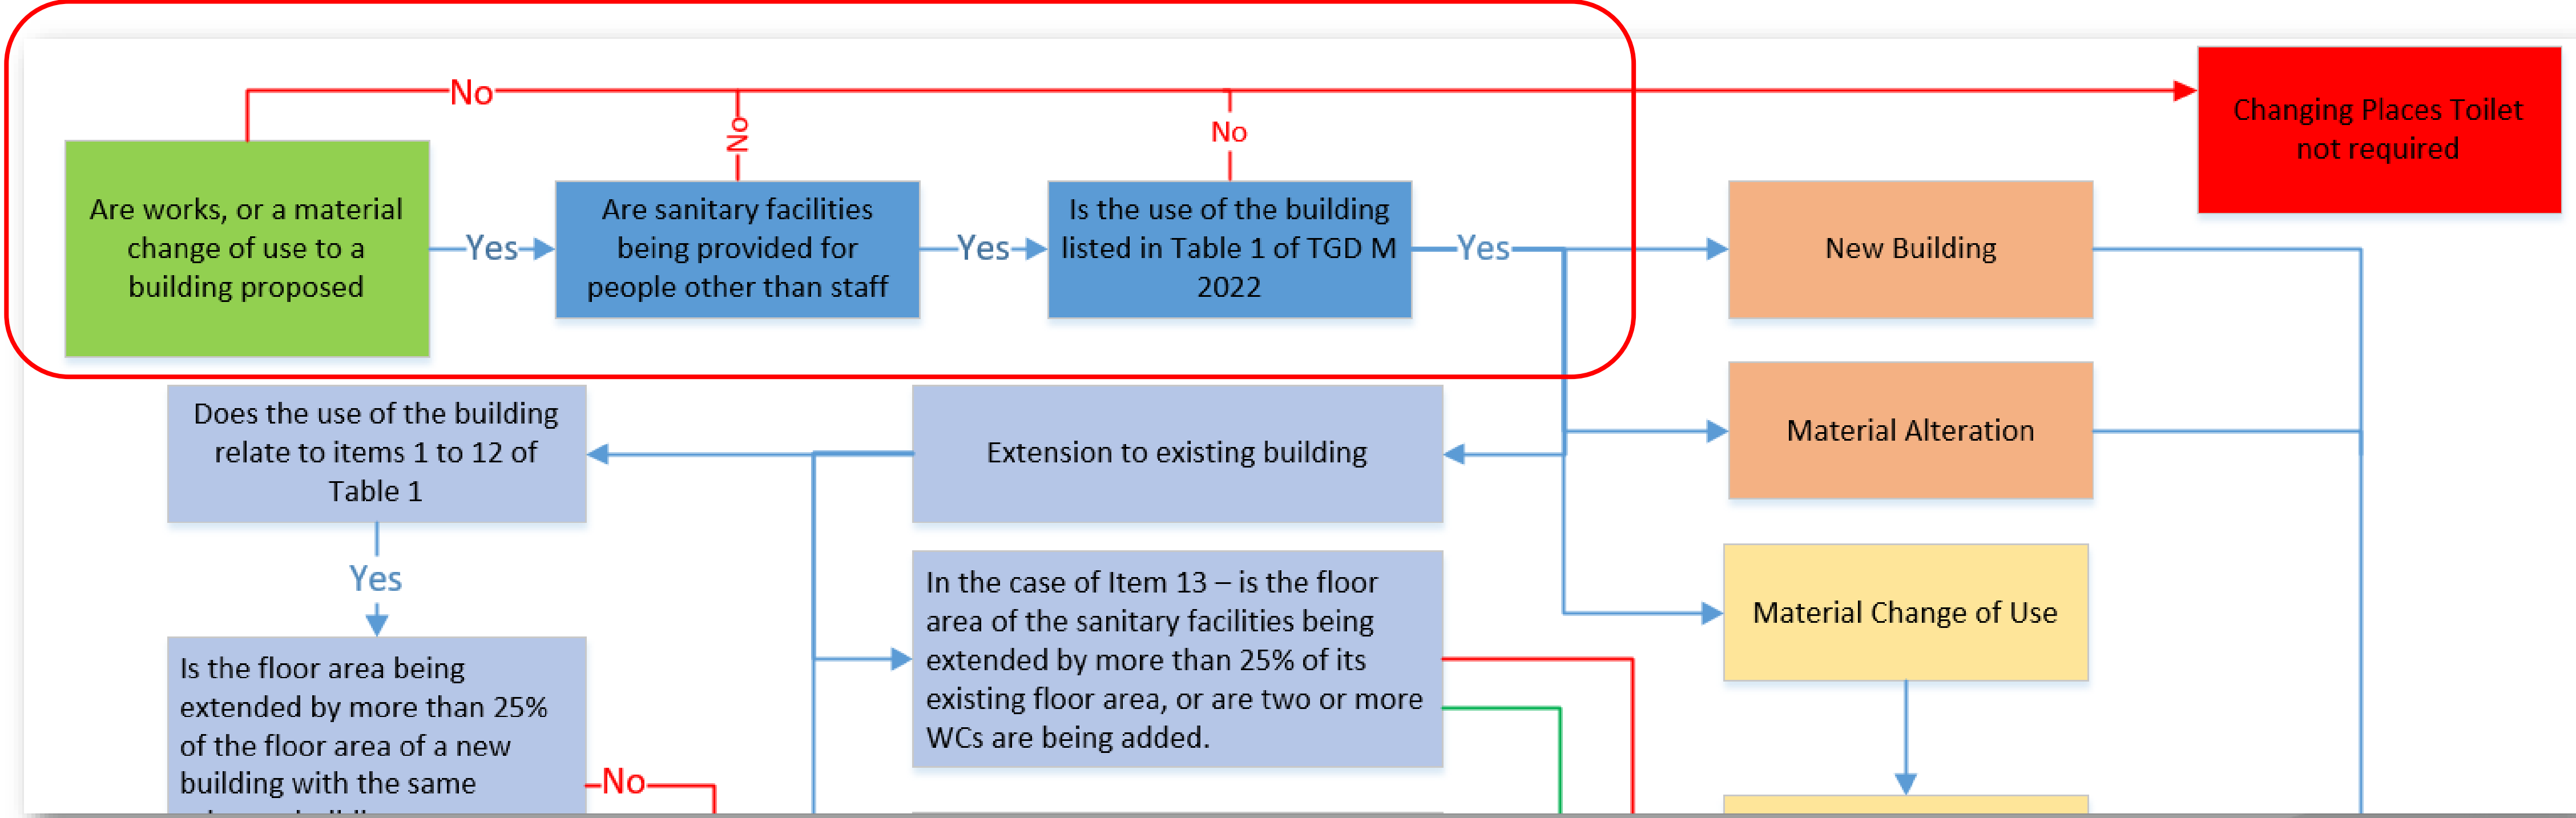 No
No
No
Changing Places Toilet
not required
Are works, or a material
change of use to a
building proposed
Yes
Are sanitary facilities
being provided for
people other than staff
Yes
Is the use of the building
listed in Table 1 of TGD M
2022
Yes
New Building
Does the use of the building
relate to items 1 to 12 of
Table 1
Extension to existing building
Material Alteration
Yes
In the case of Item 13 – is the floor
area of the sanitary facilities being
extended by more than 25% of its
existing floor area, or are two or more
WCs are being added.
Material Change of Use
Is the floor area being
extended by more than 25%
of the floor area of a new
building with the same
No